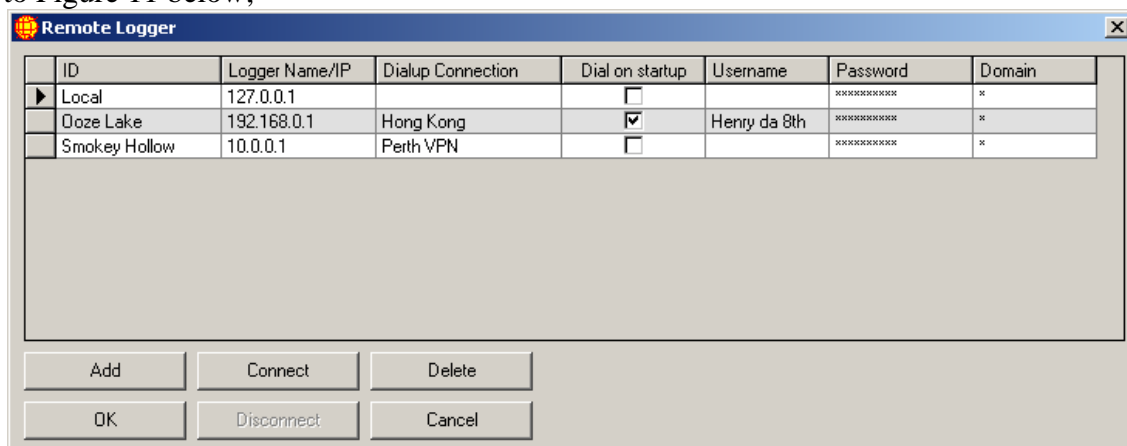 to Figure 11 below;
Remote Logger
ID Logger Name/IP Dialup Connection Dial on startup Username Password Domain
Local 127.0.0.1 ********** *
Ooze Lake 192.168.0.1 Hong Kong Henry da 8th ********** *
Smokey Hollow 10.0.0.1 Perth VPN ********** *
Add Connect Delete
OK Disconnect Cancel